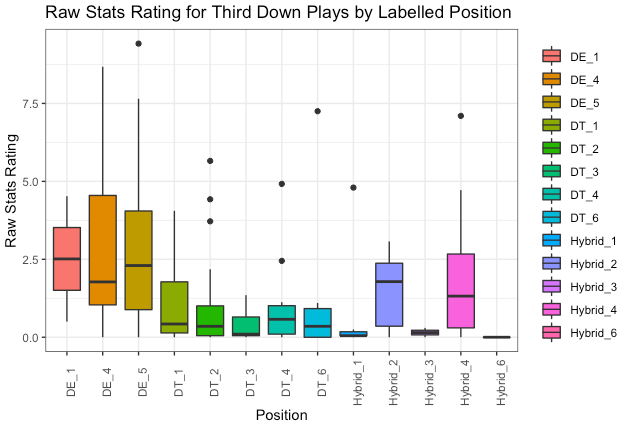 Raw Stats Rating for Third Down Plays by Labelled Position
Raw Stats Rating
7.5
5.0
2.5
0.0
DE_1
DE_4
DE_5
DT_1
DT_2
DT_3
DT_4
DT_6
Hybrid_1
Hybrid_2
Hybrid_3
Hybrid_4
Hybrid_6
Position
DE_1
DE_4
DE_5
DT_1
DT_2
DT_3
DT_4
DT_6
Hybrid_1
Hybrid_2
Hybrid_3
Hybrid_4
Hybrid_6